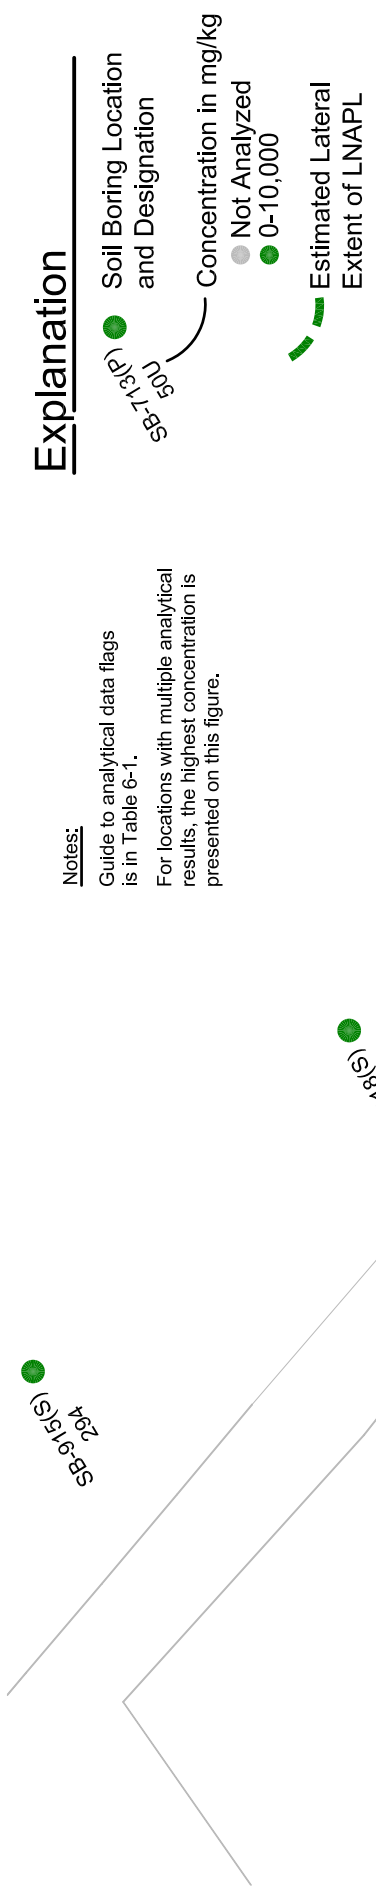 Explanation
Soil Boring Location
and Designation
SB-713(P)
50U
Concentration in mg/kg
Not Analyzed
0-10,000
Estimated Lateral
Extent of LNAPL
Notes:
Guide to analytical data flags
is in Table 6-1.
For locations with multiple analytical
results, the highest concentration is
presented on this figure.
SB-915(S)
294